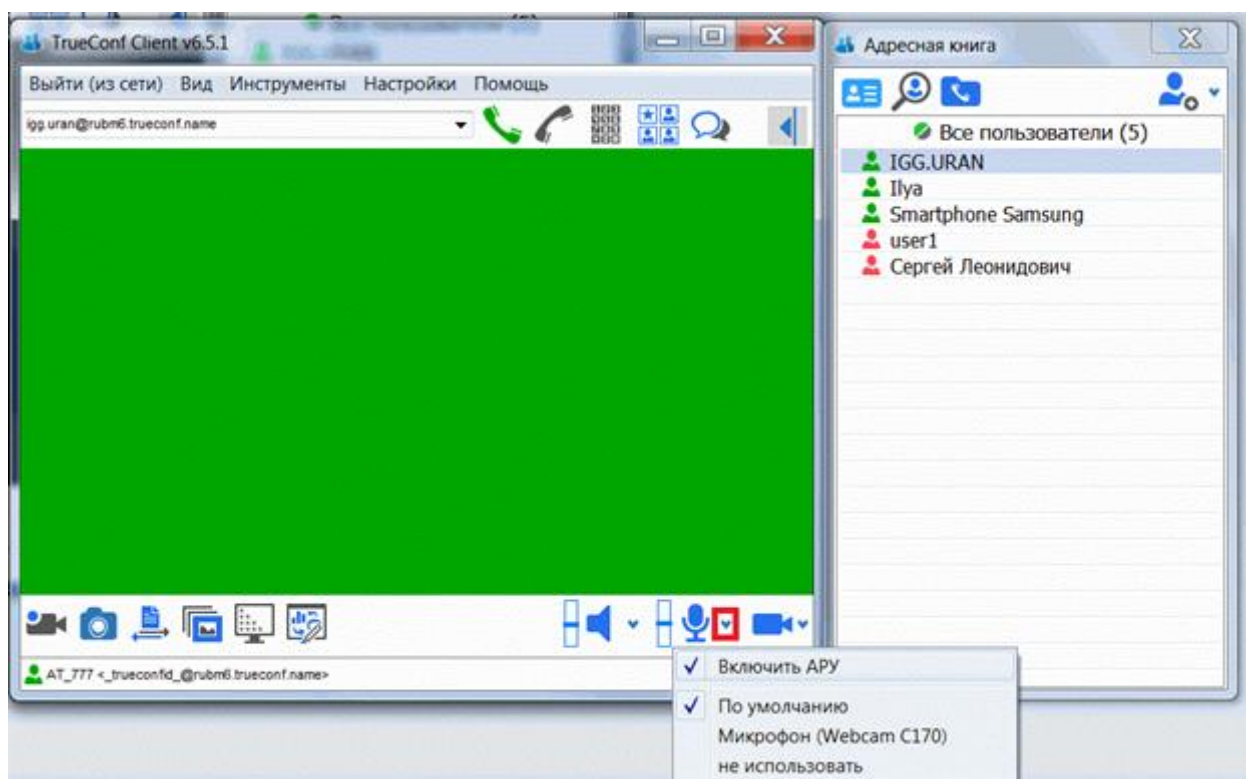 TrueConf Client v6.5.1
Выйти (из сети) Вид Инструменты Настройки Помощь
igg.uran@rubm6.trueconf.name
AT_777 <_trueconfid_@rubm6.trueconf.name>
Включить АРУ
По умолчанию
Микрофон (Webcam C170)
не использовать
Адресная книга
Все пользователи (5)
IGG.URAN
Ilya
Smartphone Samsung
user1
Сергей Леонидович